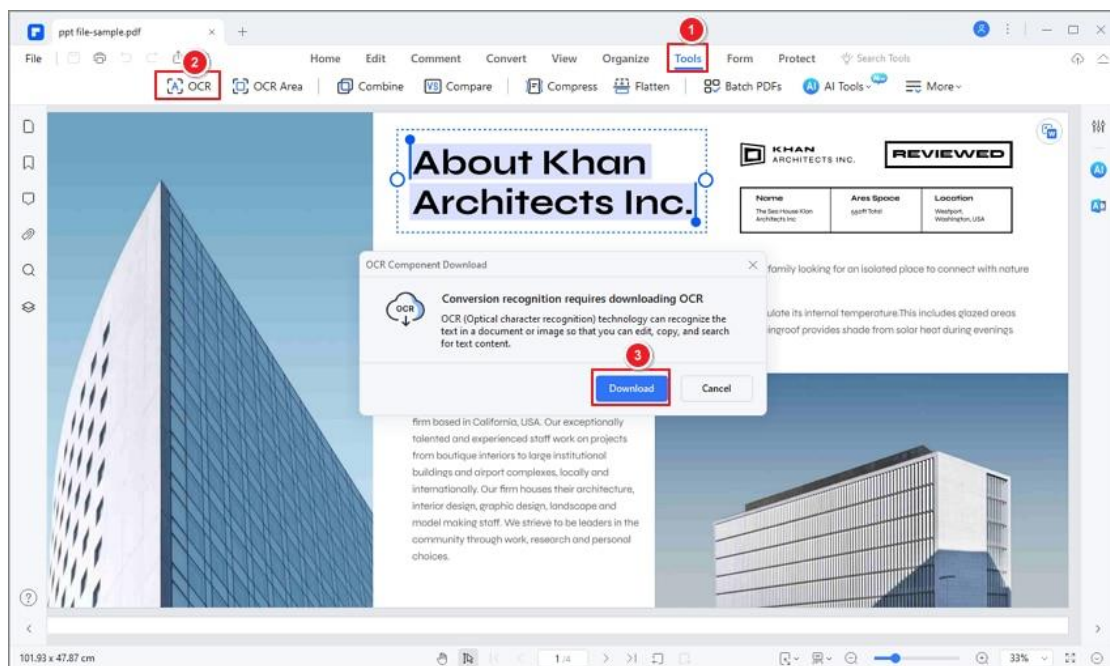 ppt file-sample.pdf
File
Home Edit Comment Convert View Organize Tools Form Protect Search Tools
1
2
OCR OCR Area Combine Compare Compress Flatten Batch PDFs AI Tools More
About Khan
Architects Inc.
KHAN
ARCHITECTS INC.
REVIEWED
Name Ares Space Location
The Sea House Klan
Architects Inc
550ft Total
Westport,
Washington, USA
family looking for an isolated place to connect with nature
ulate its internal temperature.This includes glazed areas
ingroof provides shade from solar heat during evenings
OCR Component Download
OCR
Conversion recognition requires downloading OCR
OCR (Optical character recognition) technology can recognize the
text in a document or image so that you can edit, copy, and search
for text content.
3
Download Cancel
firm based in California, USA. Our exceptionally
talented and experienced staff work on projects
from boutique interiors to large institutional
buildings and airport complexes, locally and
internationally. Our firm houses their architecture,
interior design, graphic design, landscape and
model making staff. We strieve to be leaders in the
community through work, research and personal
choices.
101.93 x 47.87 cm
1/4
33%